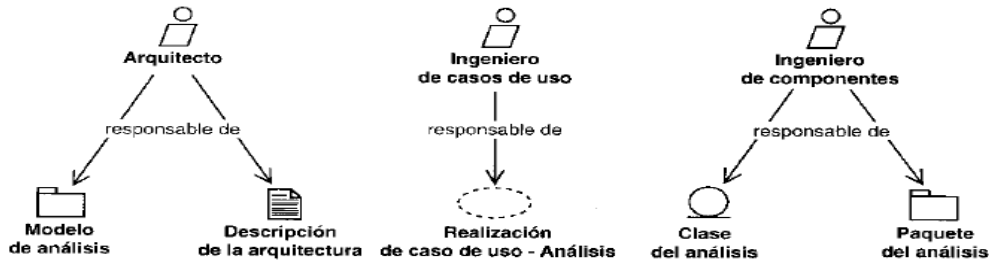 Arquitecto
responsable de
Modelo
de análisis
Descripción
de la arquitectura
Ingeniero
de casos de uso
responsable de
Realización
de caso de uso - Análisis
Ingeniero
de componentes
responsable de
Clase
del análisis
Paquete
del análisis